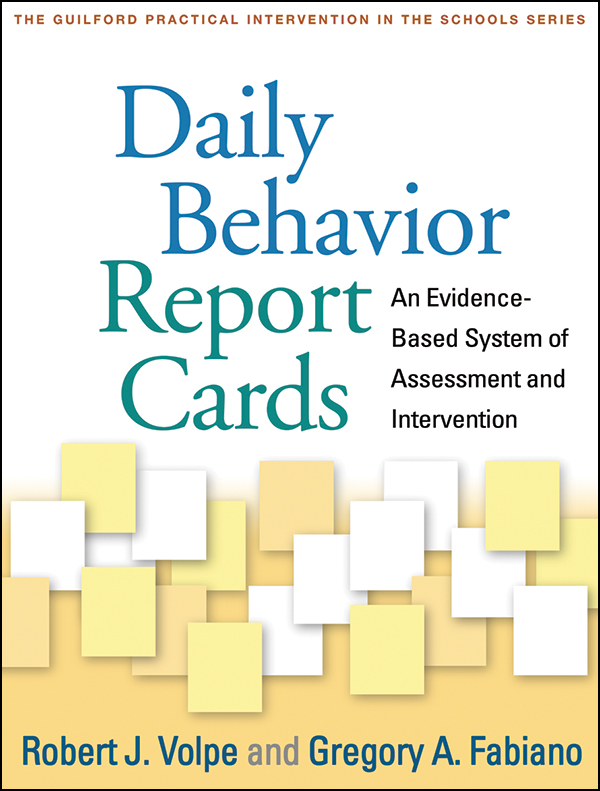 THE GUILFORD PRACTICAL INTERVENTION IN THE SCHOOLS SERIES
Daily
Behavior
Report
Cards
An Evidence-
Based System of
Assessment and
Intervention
Robert J. Volpe and Gregory A. Fabiano